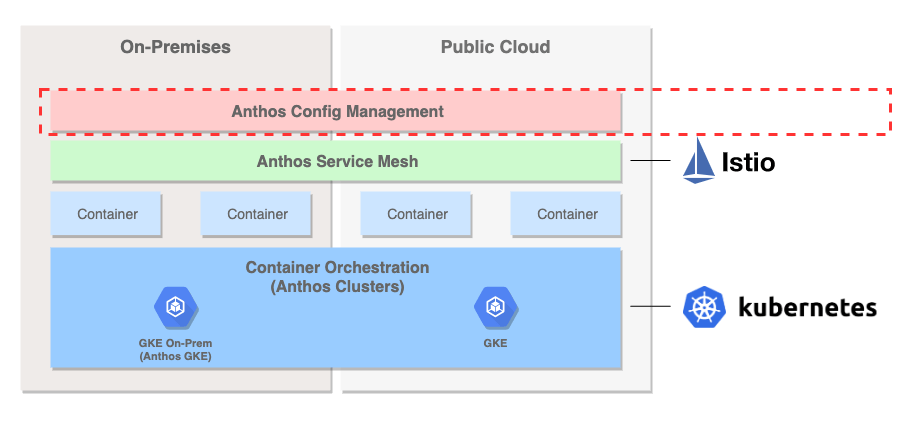 On-Premises
Public Cloud
Anthos Config Management
Anthos Service Mesh
Istio
Container
Container
Container
Container
Container Orchestration
(Anthos Clusters)
kubernetes
GKE On-Prem
(Anthos GKE)
GKE